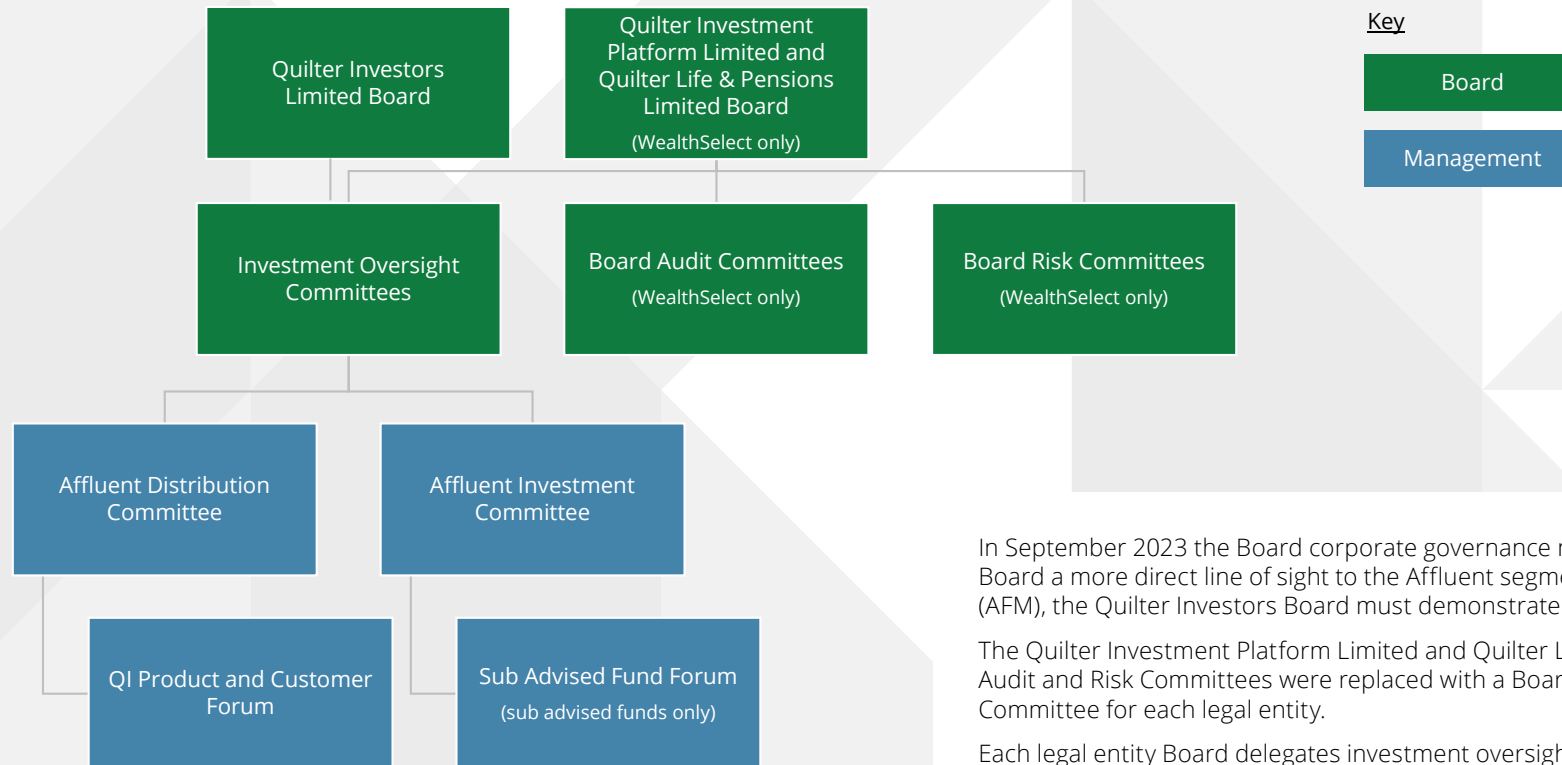 Quilter Investors
Limited Board
Quilter Investment
Platform Limited and
Quilter Life & Pensions
Limited Board
(WealthSelect only)
Key
Board
Management
Investment Oversight
Committees
Board Audit Committees
(WealthSelect only)
Board Risk Committees
(WealthSelect only)
Affluent Distribution
Committee
Affluent Investment
Committee
QI Product and Customer
Forum
Sub Advised Fund Forum
(sub advised funds only)
In September 2023 the Board corporate governance
Board a more direct line of sight to the Affluent
(AFM), the Quilter Investors Board must demonstrate
The Quilter Investment Platform Limited and Quilter
Audit and Risk Committees were replaced with a
Committee for each legal entity.
Each legal entity Board delegates investment